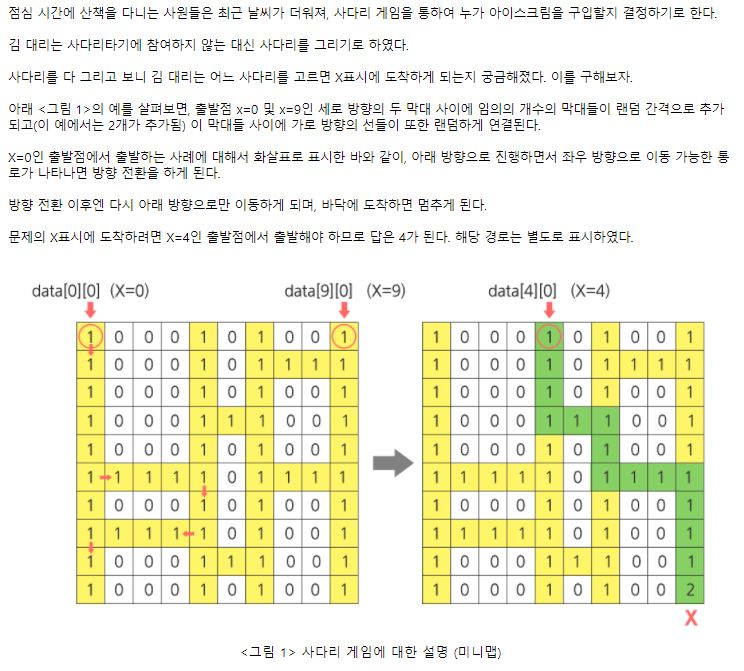 점심 시간에 산책을 다니는 사원들은 최근 날씨가 더워져, 사다리 게임을 통하여 누가 아이스크림을 구입할지 결정하기로 한다.
김 대리는 사다리타기에 참여하지 않는 대신 사다리를 그리기로 하였다.
사다리를 다 그리고 보니 김 대리는 어느 사다리를 고르면 X표시에 도착하게 되는지 궁금해졌다. 이를 구해보자.
아래 <그림 1>의 예를 살펴보면, 출발점 x=0 및 x=9인 세로 방향의 두 막대 사이에 임의의 개수의 막대들이 랜덤 간격으로 추가
되고(이 예에서는 2개가 추가됨) 이 막대들 사이에 가로 방향의 선들이 또한 랜덤하게 연결된다.
X=0인 출발점에서 출발하는 사례에 대해서 화살표로 표시한 바와 같이, 아래 방향으로 진행하면서 좌우 방향으로 이동 가능한 통
로가 나타나면 방향 전환을 하게 된다.
방향 전환 이후엔 다시 아래 방향으로만 이동하게 되며, 바닥에 도착하면 멈추게 된다.
문제의 X표시에 도착하려면 X=4인 출발점에서 출발해야 하므로 답은 4가 된다. 해당 경로는 별도로 표시하였다.
data[0][0] (X=0) data[9][0] (X=9) data[4][0] (X=4)
1 0 0 0 1 0 1 0 0 1 1 0 0 0 1 0 1 0 0 1
1 0 0 0 1 0 1 1 1 1 1 0 0 0 1 0 1 1 1 1
1 0 0 0 1 0 1 0 0 1 1 0 0 0 1 0 1 0 0 1
1 0 0 0 1 1 1 0 0 1 1 0 0 0 1 1 1 0 0 1
1 0 0 0 1 0 1 0 0 1 1 0 0 0 1 0 1 0 0 1
1 1 1 1 1 0 1 1 1 1 1 1 1 1 1 0 1 1 1 1
1 0 0 0 1 0 1 0 0 1 1 0 0 0 1 0 1 0 0 1
1 1 1 1 1 0 1 0 0 1 1 1 1 1 1 0 1 0 0 1
1 0 0 0 1 1 1 0 0 1 1 0 0 0 1 1 1 0 0 1
1 0 0 0 1 0 1 0 0 1 1 0 0 0 1 0 1 0 0 2
X
<그림 1> 사다리 게임에 대한 설명 (미니맵)